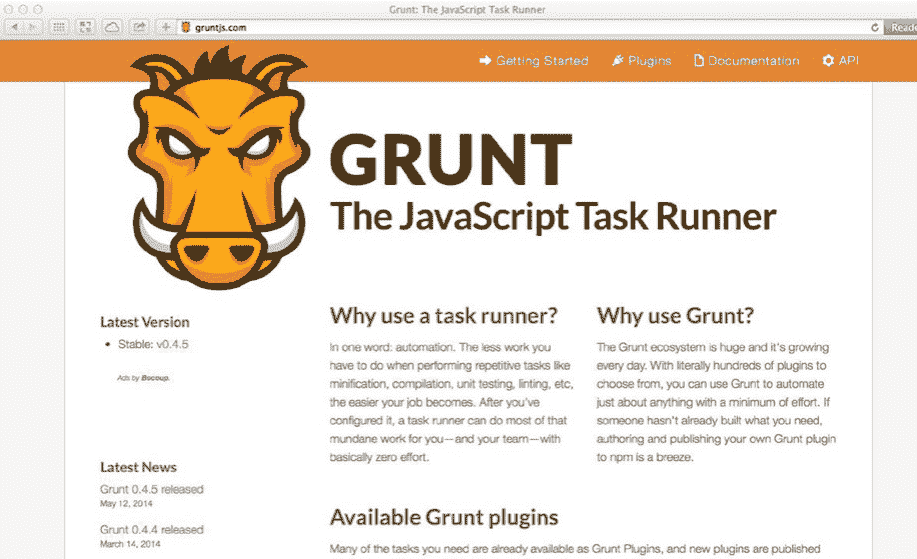 Grunt: The JavaScript Task Runner
gruntjs.com
Reade
Getting Started Plugins Documentation API
GRUNT
The JavaScript Task Runner
Latest Version
Stable: v0.4.5
Ads by Bocoup.
Latest News
Grunt 0.4.5 released
May 12, 2014
Grunt 0.4.4 released
March 14, 2014
Why use a task runner?
In one word: automation. The less work you
have to do when performing repetitive tasks like
minification, compilation, unit testing, linting, etc,
the easier your job becomes. After you've
configured it, a task runner can do most of that
mundane work for you—and your team—with
basically zero effort.
Why use Grunt?
The Grunt ecosystem is huge and it's growing
every day. With literally hundreds of plugins to
choose from, you can use Grunt to automate
just about anything with a minimum of effort. If
someone hasn't already built what you need,
authoring and publishing your own Grunt plugin
to npm is a breeze.
Available Grunt plugins
Many of the tasks you need are already available as Grunt Plugins, and new plugins are published